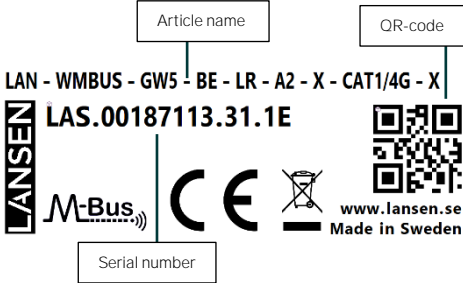 Article name
QR-code
LAN - WMBUS - GW5 - BE - LR - A2 - X - CAT1/4G - X
LANSEN
LAS.00187113.31.1E
M-Bus
CE
www.lansen.se
Made in Sweden
Serial number